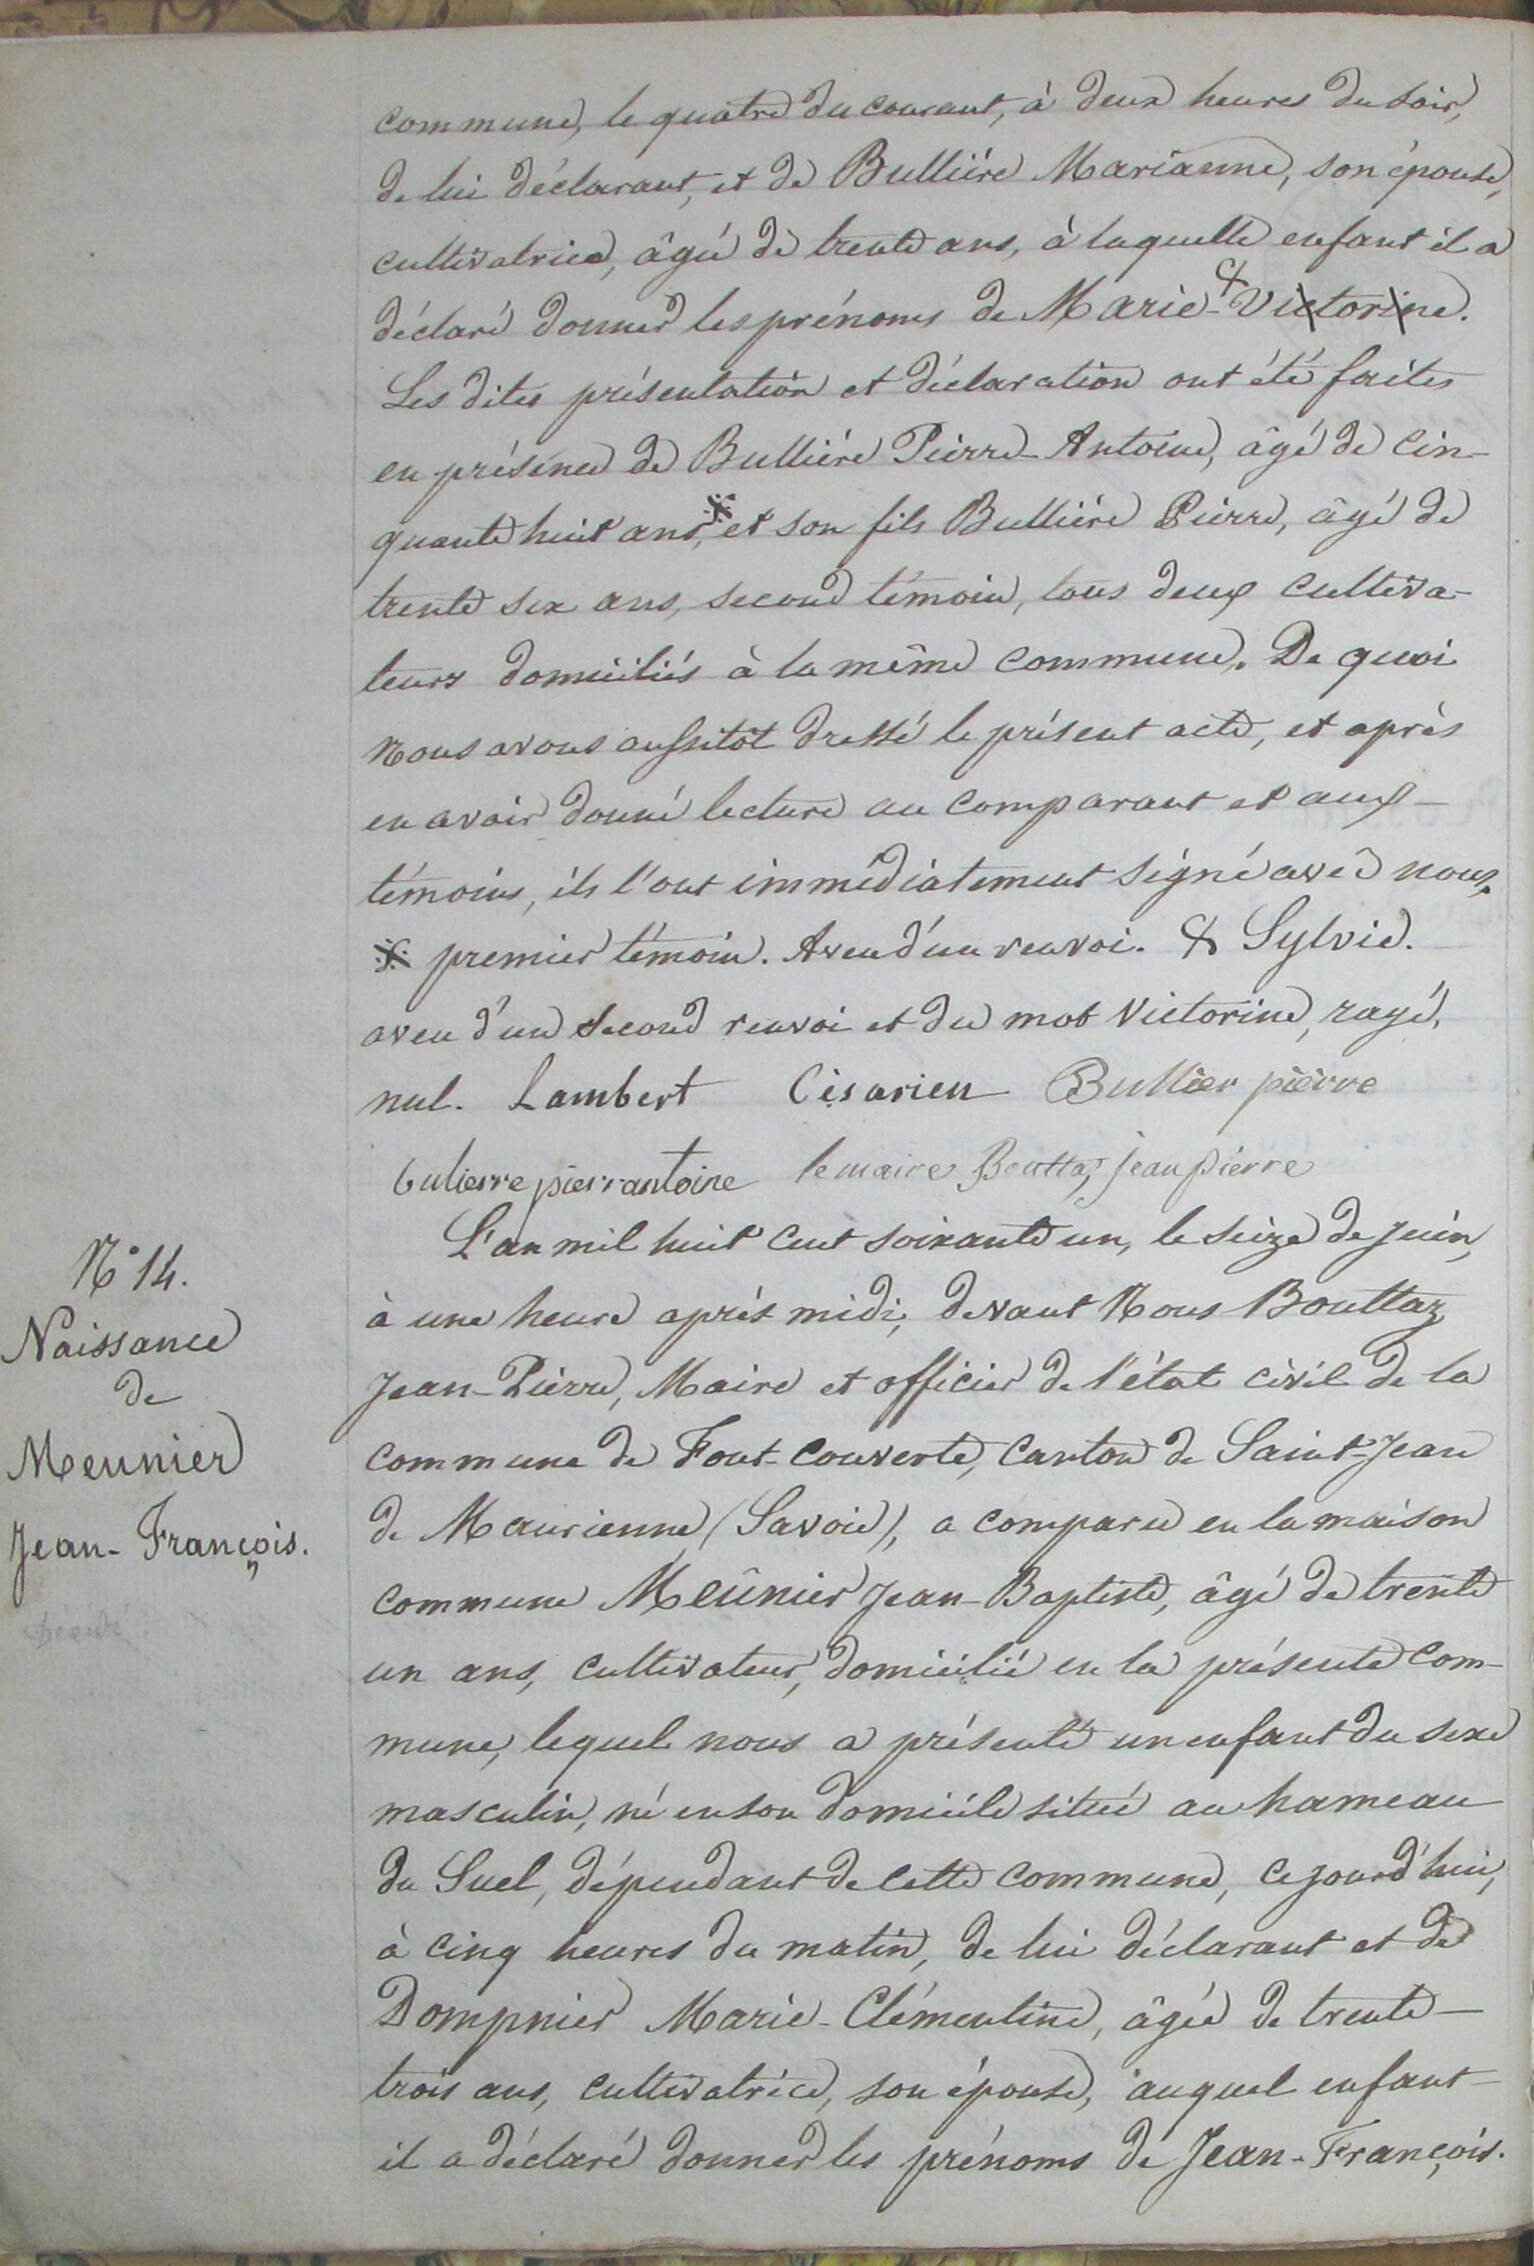 commune, le quatre du courant, à deux heures du soir,
de lui déclarant, et de Bullière Marianne, son épouse,
cultivatrice, âgée de trente ans, à laquelle enfant il a
déclaré donner les prénoms de Marie-& Victorine.
Les dites présentation et déclaration ont été faites
en présence de Bullière Pierre-Antoine, âgé de cin-
quante huit ans,※ et son fils Bullière Pierre, âgé de
trente six ans, second témoin, tous deux cultiva-
teurs domiciliés à la même commune. De quoi
nous avons aussitôt dressé le présent acte, et après
en avoir donné lecture au comparant et aux
témoins, ils l'ont immédiatement signé avec nous.
※ premier témoin. Aveu d'un renvoi. & Sylvie.
aveu d'un second renvoi et du mot Victorine, rayé,
nul. Lambert Césarien Bullier pierre
bulierre pierrantoine le maire Bouttaz jean pierre
N° 14.
Naissance
de
Meunier
Jean-François.
L'an mil huit cent soixante un, le seize de juin,
à une heure après midi, devant Nous Bouttaz
Jean-Pierre, Maire et officier de l'état civil de la
commune de Font-Couverte, canton de Saint-Jean
de Maurienne (Savoie), a comparu en la maison
commune Meûnier Jean-Baptiste, âgé de trente
un ans, cultivateur, domicilié en la présente com-
mune, lequel nous a présenté un enfant du sexe
masculin, né en son domicile situé au hameau
du Suel, dépendant de cette commune, ce jourd'hui,
à cinq heures du matin, de lui déclarant et de
Dompnier Marie-Clémentine, âgée de trente
trois ans, cultivatrice, son épouse, auquel enfant
il a déclaré donner les prénoms de Jean-François.